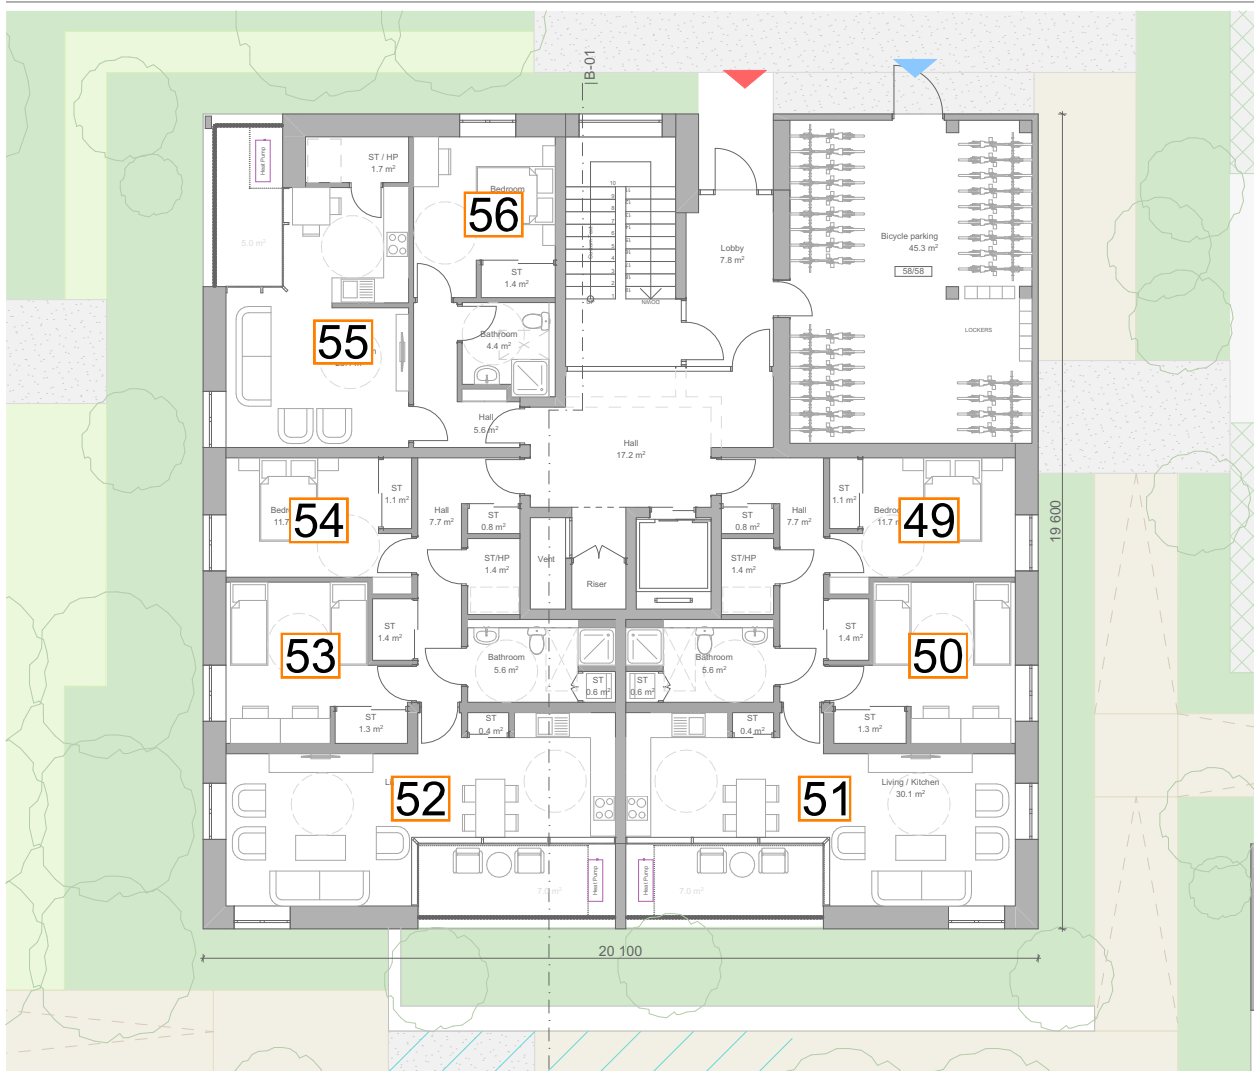 B-01
Heat Pump
ST / HP
1.7 m²
Bedroom
56
ST
1.4 m²
5.0 m²
55
Bathroom
4.4 m²
Hall
5.6 m²
UP
DOWN
Lobby
7.8 m²
Bicycle parking
45.3 m²
58/58
LOCKERS
Hall
17.2 m²
54
ST
1.1 m²
Hall
7.7 m²
ST
0.8 m²
ST/HP
1.4 m²
Vent
Riser
ST
0.8 m²
ST/HP
1.4 m²
Hall
7.7 m²
ST
1.1 m²
49
19 600
53
ST
1.4 m²
ST
1.3 m²
Bathroom
5.6 m²
ST
0.6 m²
ST
0.6 m²
Bathroom
5.6 m²
ST
1.4 m²
50
ST
1.3 m²
ST
0.4 m²
ST
0.4 m²
52
51
Living / Kitchen
30.1 m²
7.0 m²
Heat Pump
Heat Pump
7.0 m²
20 100